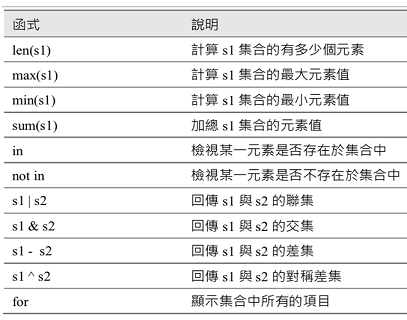 函式 說明
len(s1) 計算 s1 集合的有多少個元素
max(s1) 計算 s1 集合的最大元素值
min(s1) 計算 s1 集合的最小元素值
sum(s1) 加總 s1 集合的元素值
in 檢視某一元素是否存在於集合中
not in 檢視某一元素是否不存在於集合中
s1 | s2 回傳 s1 與 s2 的聯集
s1 & s2 回傳 s1 與 s2 的交集
s1 - s2 回傳 s1 與 s2 的差集
s1 ^ s2 回傳 s1 與 s2 的對稱差集
for 顯示集合中所有的項目